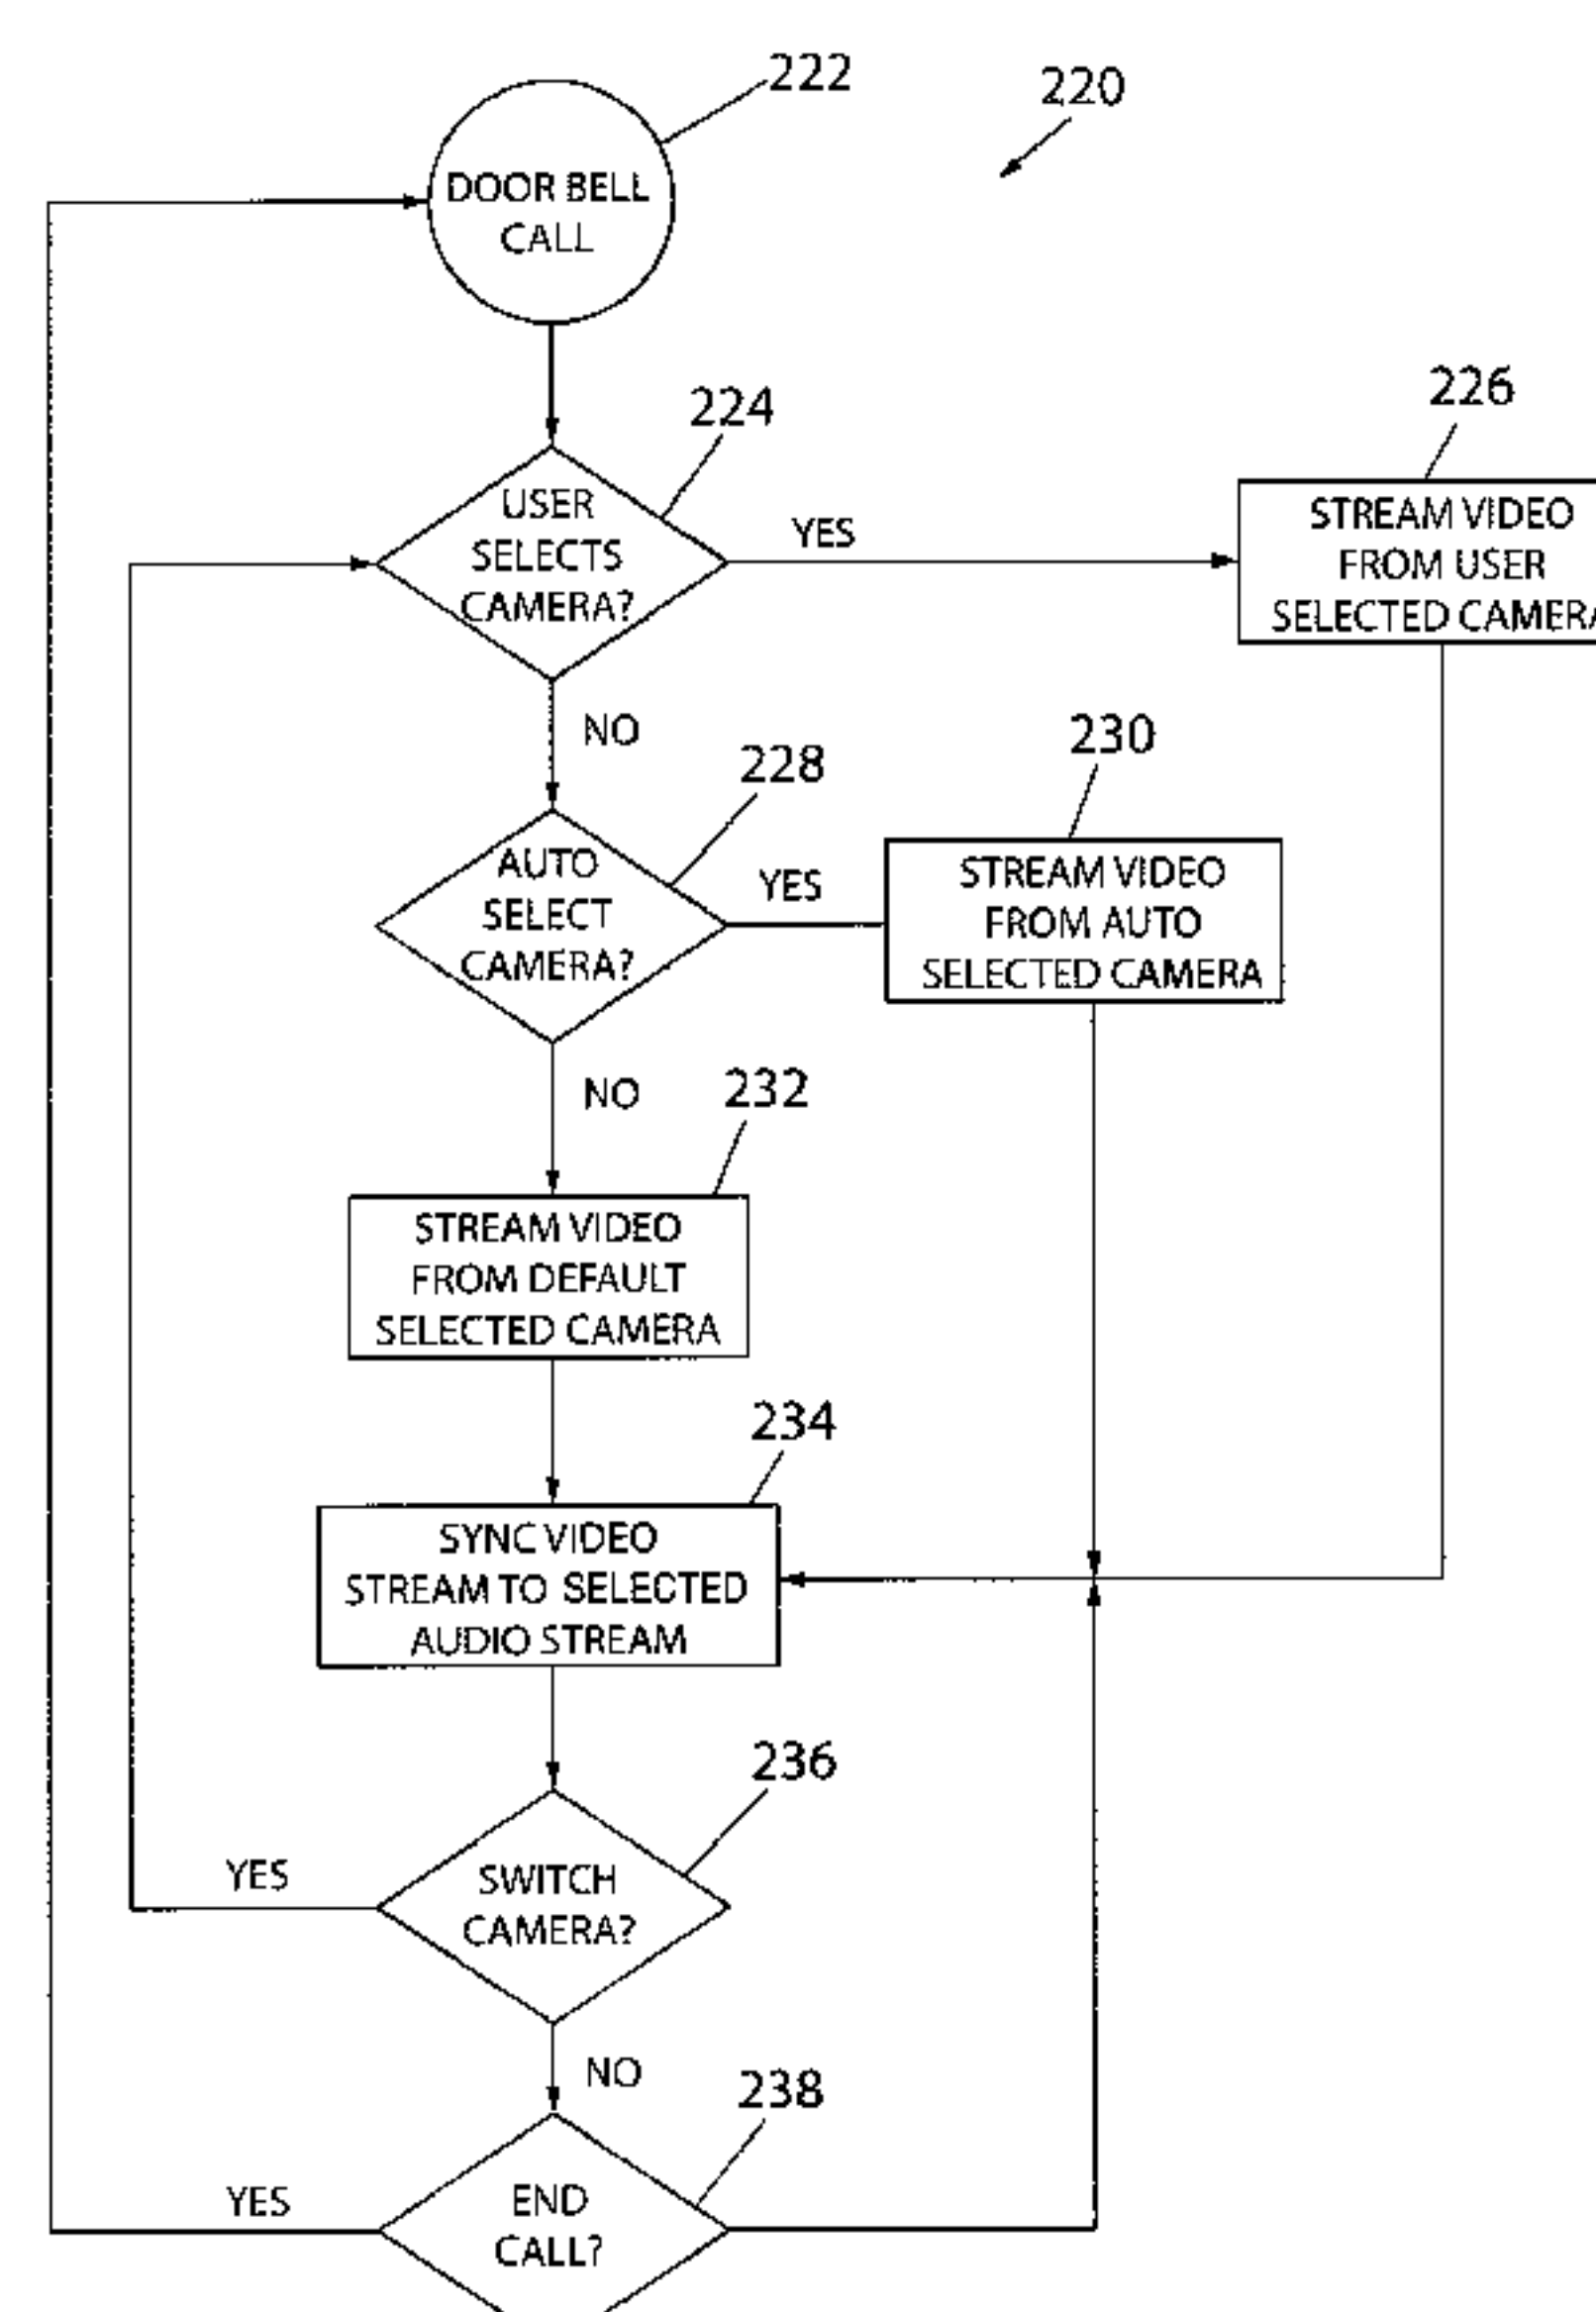 222
220
DOOR BELL
CALL
224
226
USER
SELECTS
CAMERA?
YES
STREAM VIDEO
FROM USER
SELECTED CAMERA
NO
228
230
AUTO
SELECT
CAMERA?
YES
STREAM VIDEO
FROM AUTO
SELECTED CAMERA
NO
232
STREAM VIDEO
FROM DEFAULT
SELECTED CAMERA
234
SYNC VIDEO
STREAM TO SELECTED
AUDIO STREAM
236
YES
SWITCH
CAMERA?
NO
238
YES
END
CALL?